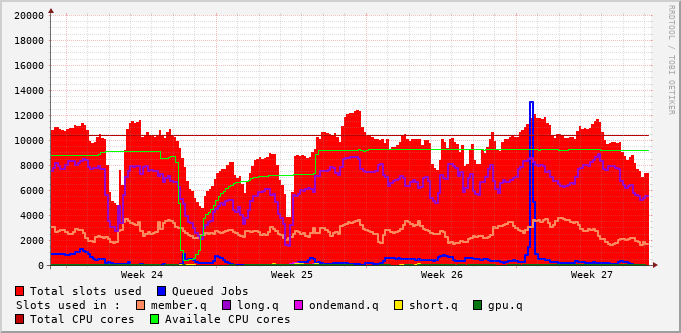 RRDTOOL / TOBI OETIKER
20000
18000
16000
14000
12000
10000
8000
6000
4000
2000
0
Week 24 Week 25 Week 26 Week 27
Total slots used Queued Jobs
Slots used in : member.q long.q ondemand.q short.q gpu.q
Total CPU cores Availale CPU cores